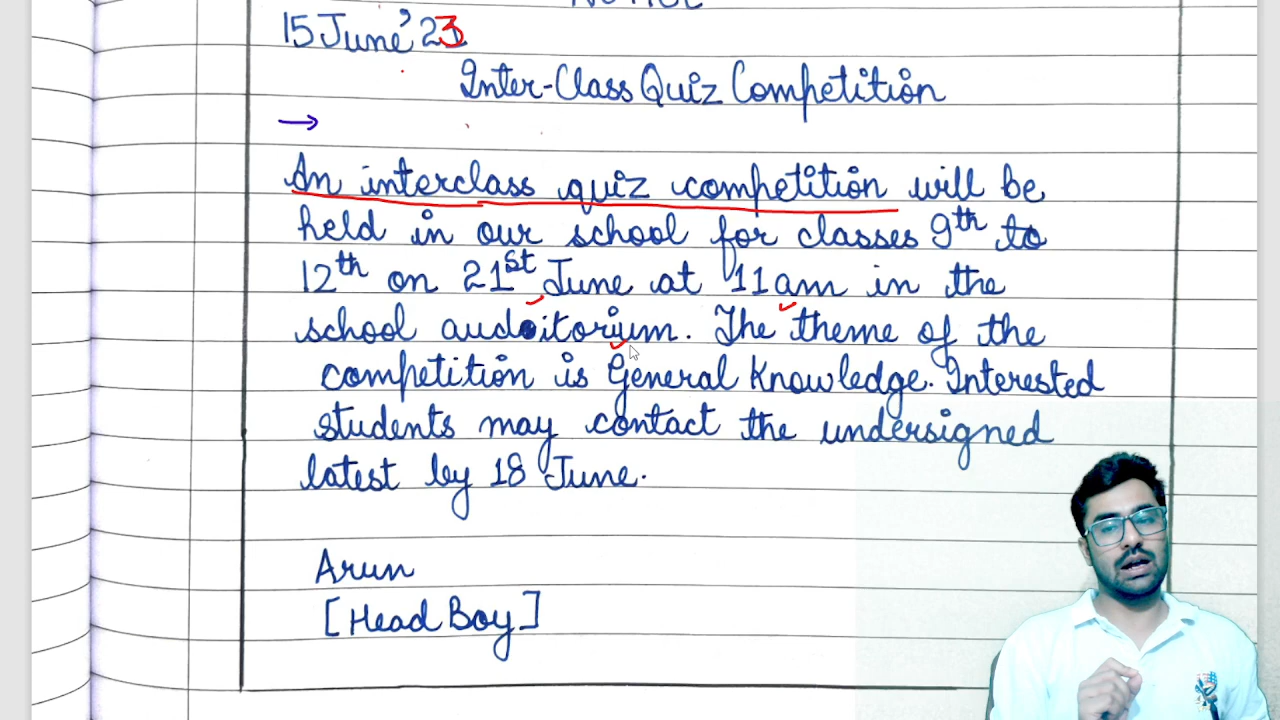 NOTICE
15 June’ 23
Inter-Class Quiz Competition
→
An interclass quiz competition will be
held in our school for classes 9th to
12th on 21st June at 11am in the
school auditorium. The theme of the
competition is General Knowledge. Interested
students may contact the undersigned
latest by 18 June.
Arun
[Head Boy]